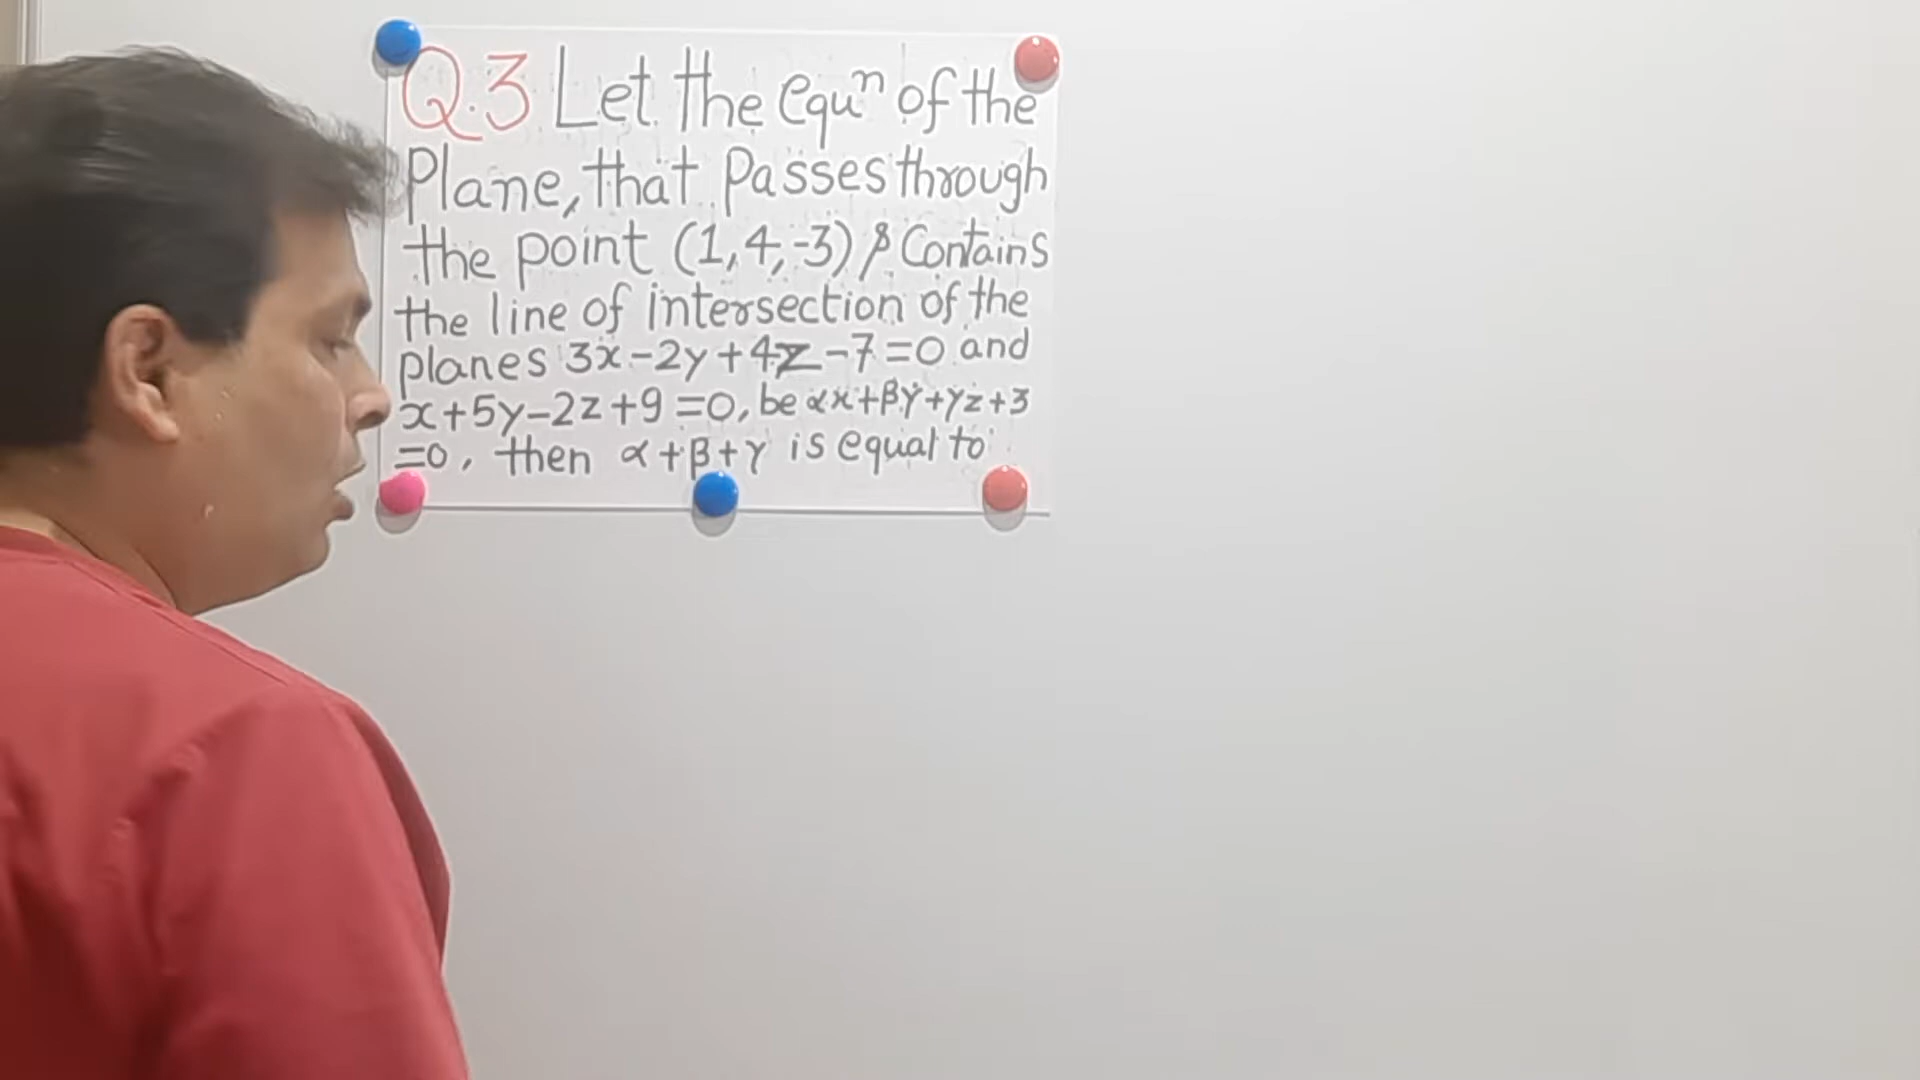 Q.3 Let the equⁿ of the
Plane, that Passes through
the point (1,4,-3) & Contains
the line of intersection of the
planes 3x-2y+4z-7=0 and
x+5y-2z+9=0, be αx+βy+γz+3
=0, then α+β+γ is equal to